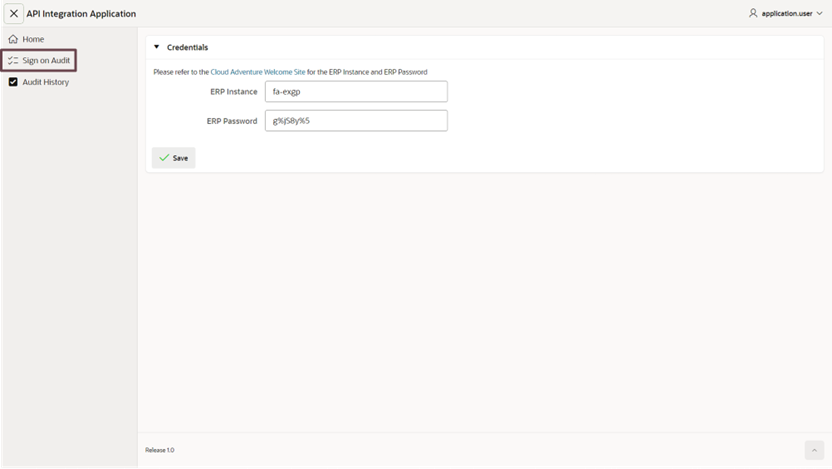 API Integration Application
application.user
Home
Sign on Audit
Audit History
Credentials
Please refer to the Cloud Adventure Welcome Site for the ERP Instance and ERP Password
ERP Instance fa-exgp
ERP Password g%jS8y%5
Save
Release 1.0